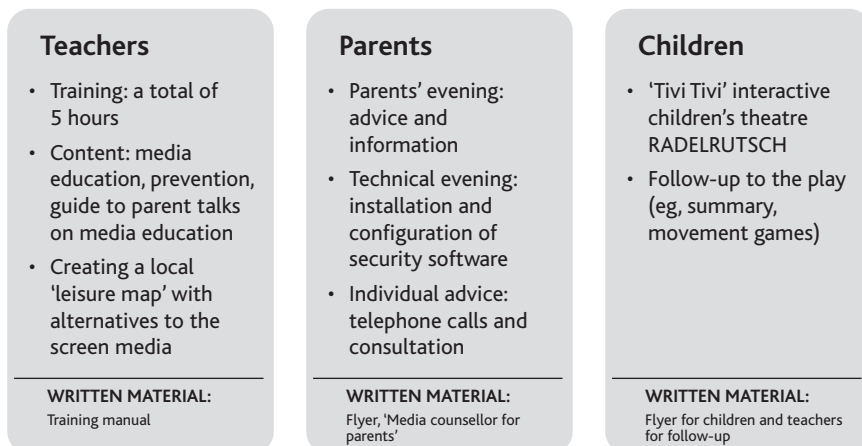 Teachers
• Training: a total of
5 hours
• Content: media
education, prevention,
guide to parent talks
on media education
• Creating a local
‘leisure map’ with
alternatives to the
screen media
WRITTEN MATERIAL:
Training manual
Parents
• Parents’ evening:
advice and
information
• Technical evening:
installation and
configuration of
security software
• Individual advice:
telephone calls and
consultation
WRITTEN MATERIAL:
Flyer, ‘Media counsellor for
parents’
Children
• ‘Tivi Tivi’ interactive
children’s theatre
RADELRUTSCH
• Follow-up to the play
(eg, summary,
movement games)
WRITTEN MATERIAL:
Flyer for children and teachers
for follow-up